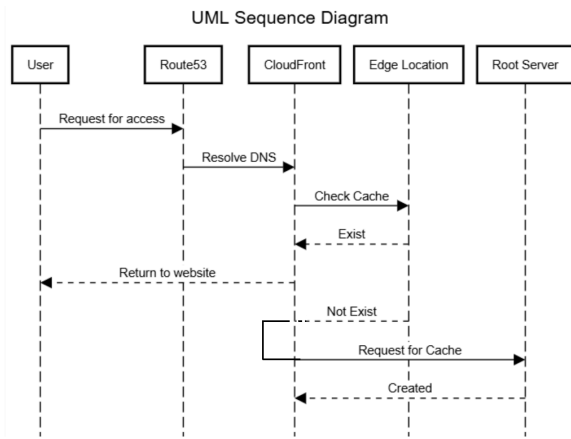 UML Sequence Diagram
User
Route53
CloudFront
Edge Location
Root Server
Request for access
Resolve DNS
Check Cache
Exist
Return to website
Not Exist
Request for Cache
Created